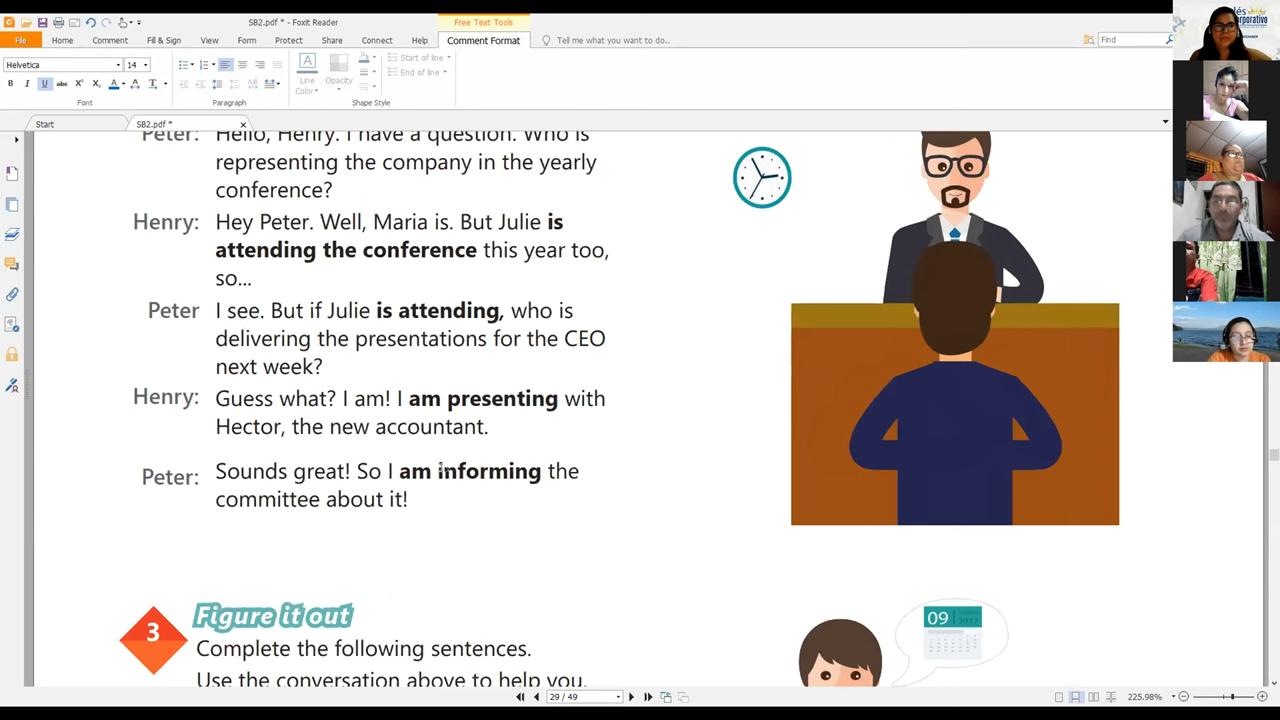 SB2.pdf * - Foxit Reader
Free Text Tools
File Home Comment Fill & Sign View Form Protect Share Connect Help Comment Format Tell me what you want to do..
Find
Helvetica 14
Line Color
Opacity
Start of line
End of line
Font Paragraph Shape Style
Start SB2.pdf *
Peter: Hello, Henry. I have a question. Who is
representing the company in the yearly
conference?
Henry: Hey Peter. Well, Maria is. But Julie is
attending the conference this year too,
so...
Peter I see. But if Julie is attending, who is
delivering the presentations for the CEO
next week?
Henry: Guess what? I am! I am presenting with
Hector, the new accountant.
Peter: Sounds great! So I am informing the
committee about it!
3 Figure it out
Complete the following sentences.
Use the conversation above to help you.
09 2017
29 / 49
225.98%